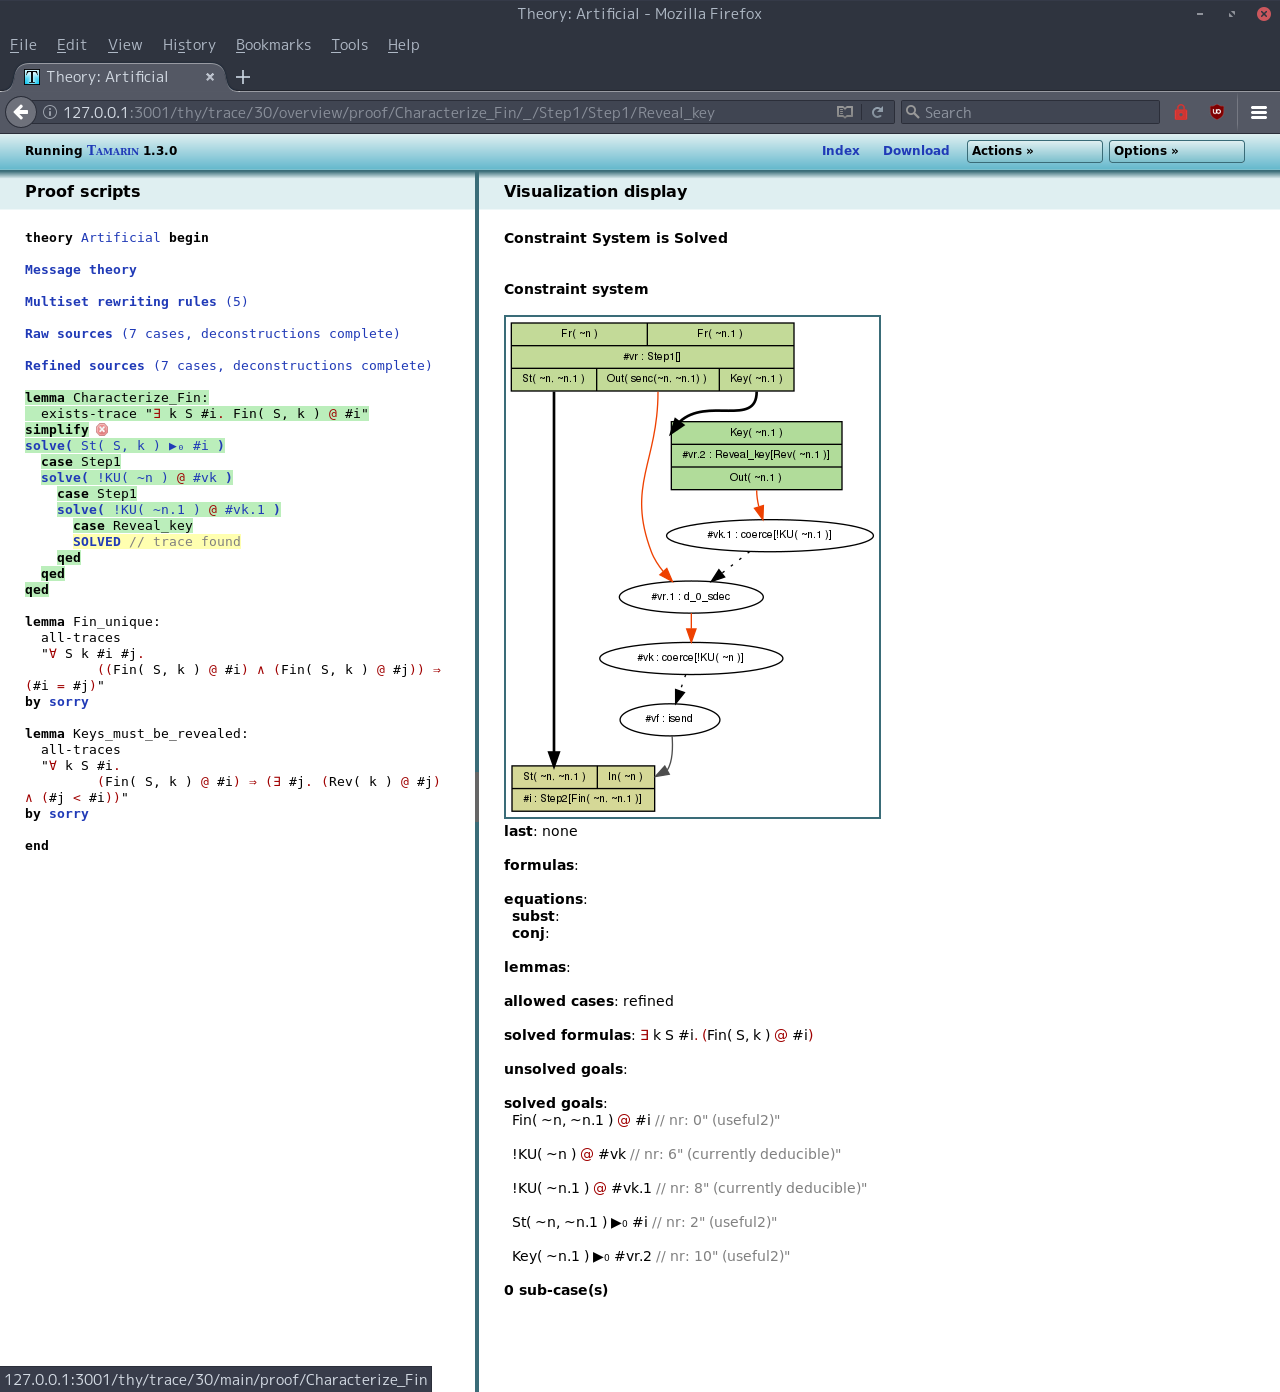 Theory: Artificial - Mozilla Firefox
File Edit View History Bookmarks Tools Help
Theory: Artificial
127.0.0.1:3001/thy/trace/30/overview/proof/Characterize_Fin/_/Step1/Step1/Reveal_key
Search
Running TAMARIN 1.3.0
Index Download Actions » Options »
Proof scripts
theory Artificial begin
Message theory
Multiset rewriting rules (5)
Raw sources (7 cases, deconstructions complete)
Refined sources (7 cases, deconstructions complete)
lemma Characterize_Fin:
exists-trace "∃ k S #i. Fin( S, k ) @ #i"
simplify
solve( St( S, k ) ▶₀ #i )
case Step1
solve( !KU( ~n ) @ #vk )
case Step1
solve( !KU( ~n.1 ) @ #vk.1 )
case Reveal_key
SOLVED // trace found
qed
qed
qed
lemma Fin_unique:
all-traces
"∀ S k #i #j.
((Fin( S, k ) @ #i) ∧ (Fin( S, k ) @ #j)) ⇒
(#i = #j)"
by sorry
lemma Keys_must_be_revealed:
all-traces
"∀ k S #i.
(Fin( S, k ) @ #i) ⇒ (∃ #j. (Rev( k ) @ #j)
∧ (#j < #i))"
by sorry
end
Visualization display
Constraint System is Solved
Constraint system
Fr( ~n ) Fr( ~n.1 )
#vr : Step1[]
St( ~n, ~n.1 ) Out( senc(~n, ~n.1) ) Key( ~n.1 )
Key( ~n.1 )
#vr.2 : Reveal_key[Rev( ~n.1 )]
Out( ~n.1 )
#vk.1 : coerce[!KU( ~n.1 )]
#vr.1 : d_0_sdec
#vk : coerce[!KU( ~n )]
#vf : isend
St( ~n, ~n.1 ) In( ~n )
#i : Step2[Fin( ~n, ~n.1 )]
last: none
formulas:
equations:
subst:
conj:
lemmas:
allowed cases: refined
solved formulas: ∃ k S #i. (Fin( S, k ) @ #i)
unsolved goals:
solved goals:
Fin( ~n, ~n.1 ) @ #i // nr: 0" (useful2)"
!KU( ~n ) @ #vk // nr: 6" (currently deducible)"
!KU( ~n.1 ) @ #vk.1 // nr: 8" (currently deducible)"
St( ~n, ~n.1 ) ▶₀ #i // nr: 2" (useful2)"
Key( ~n.1 ) ▶₀ #vr.2 // nr: 10" (useful2)"
0 sub-case(s)
127.0.0.1:3001/thy/trace/30/main/proof/Characterize_Fin